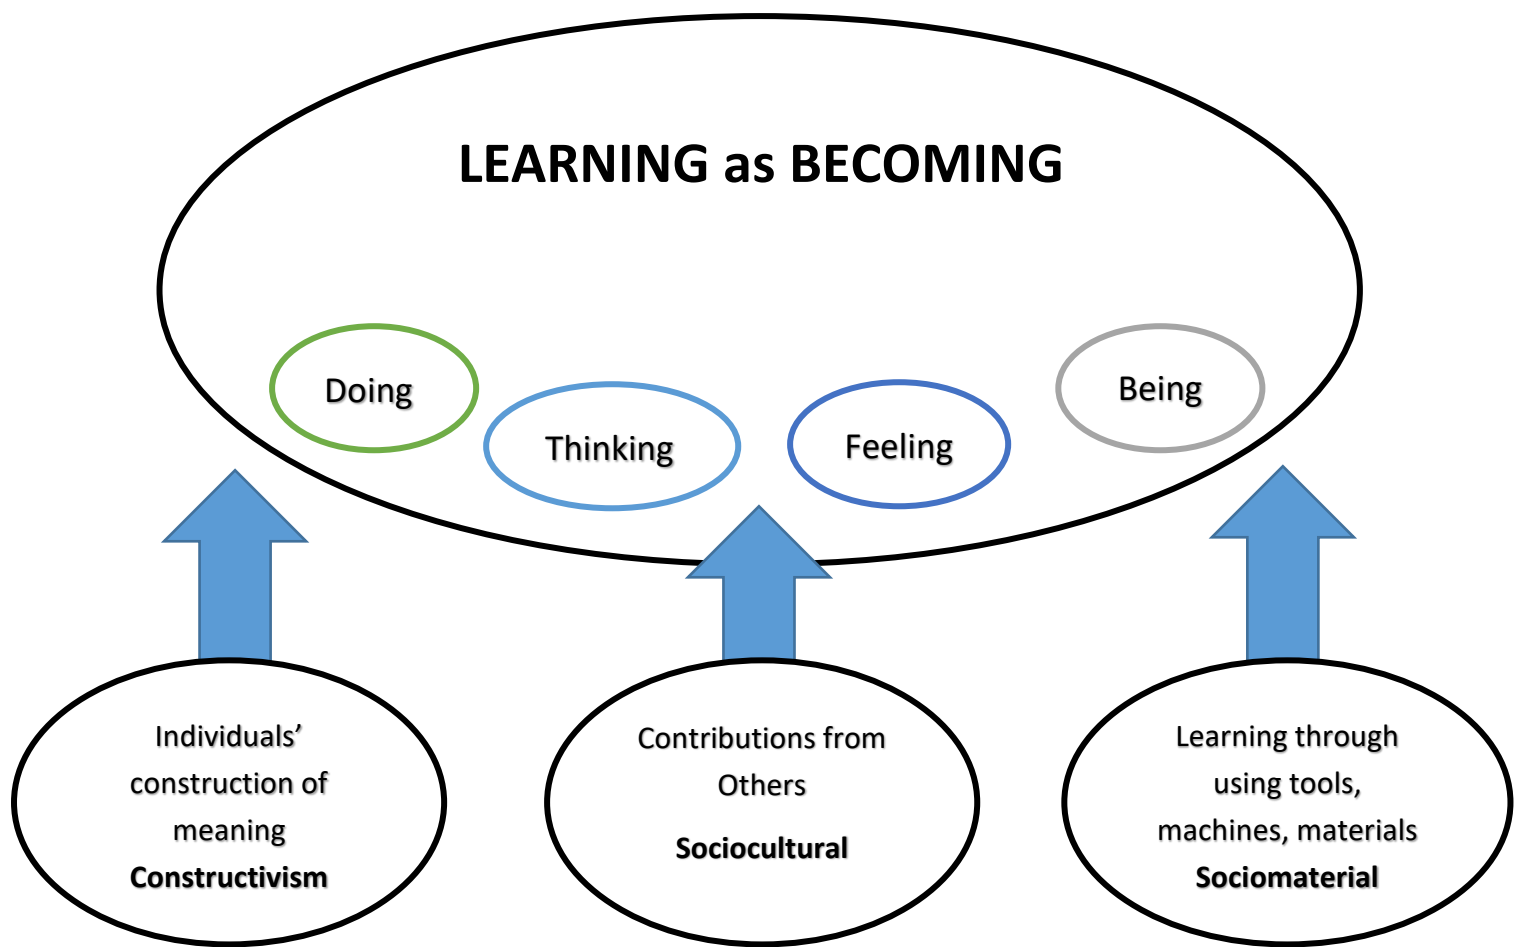 LEARNING as BECOMING
Doing
Thinking
Feeling
Being
Individuals’
construction of
meaning
Constructivism
Contributions from
Others
Sociocultural
Learning through
using tools,
machines, materials
Sociomaterial